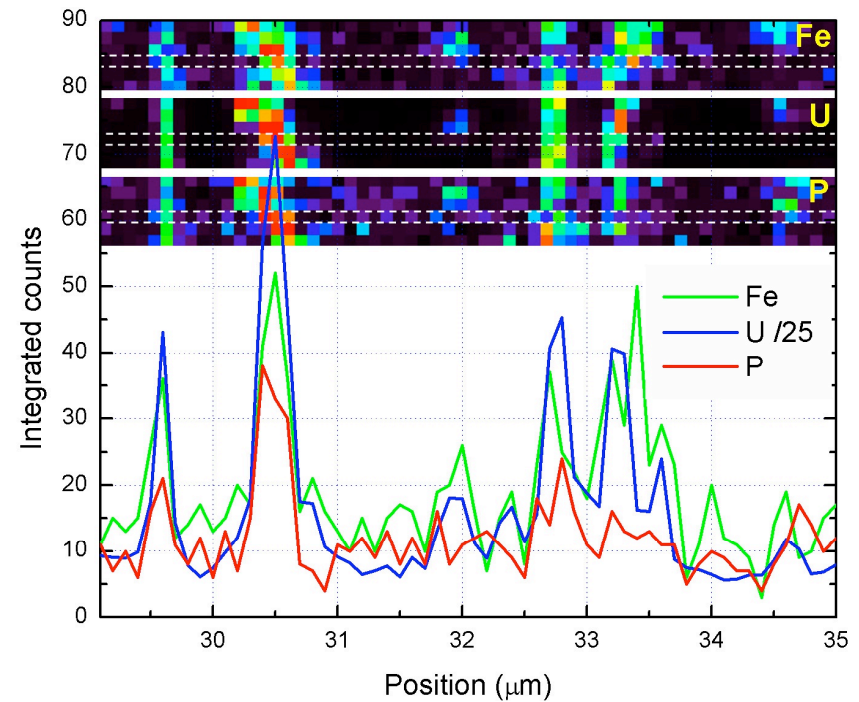 90
80
70
60
50
40
30
20
10
0
Integrated counts
Fe
U
P
Fe
U /25
P
30 31 32 33 34 35
Position (μm)